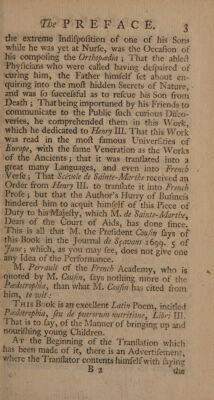 The PREFACE. 3
the extreme Indisposition of one of his Sons
while he was yet at Nurse, was the Occasion of
his composing the Orthopædia; That the ablest
Physicians who were called having despaired of
curing him, the Father himself set about en-
quiring into the most hidden Secrets of Nature,
and was so successful as to rescue his Son from
Death; That being importuned by his Friends to
communicate to the Public such curious Disco-
veries, he comprehended them in this Work,
which he dedicated to Henry III. That this Work
was read in the most famous Universities of
Europe, with the same Veneration as the Works
of the Ancients; that it was translated into a
great many Languages, and even into French
Verse; That Scévole de Sainte-Marthe received an
Order from Henry III. to translate it into French
Prose; but that the Author's Hurry of Business
hindered him to acquit himself of this Piece of
Duty to his Majesty, which M. de Sainte-Marthe,
Dean of the Court of Aids, has done since.
This is all that M. the President Cousin says of
this Book in the Journal de Sçavans 1699. 5 of
June; which, as you may see, does not give one
any Idea of the Performance.
M. Perrault of the French Academy, who is
quoted by M. Cousin, says nothing more of the
Pædotrophia, than what M. Cousin has cited from
him, to wit:
THIS Book is an excellent Latin Poem, intitled
Pædotrophia, seu de puerorum nutritione, Libri III.
That is to say, of the Manner of bringing up and
nourishing young Children.
AT the Beginning of the Translation which
has been made of it, there is an Advertisement,
where the Translator contents himself with saying
B 2 the